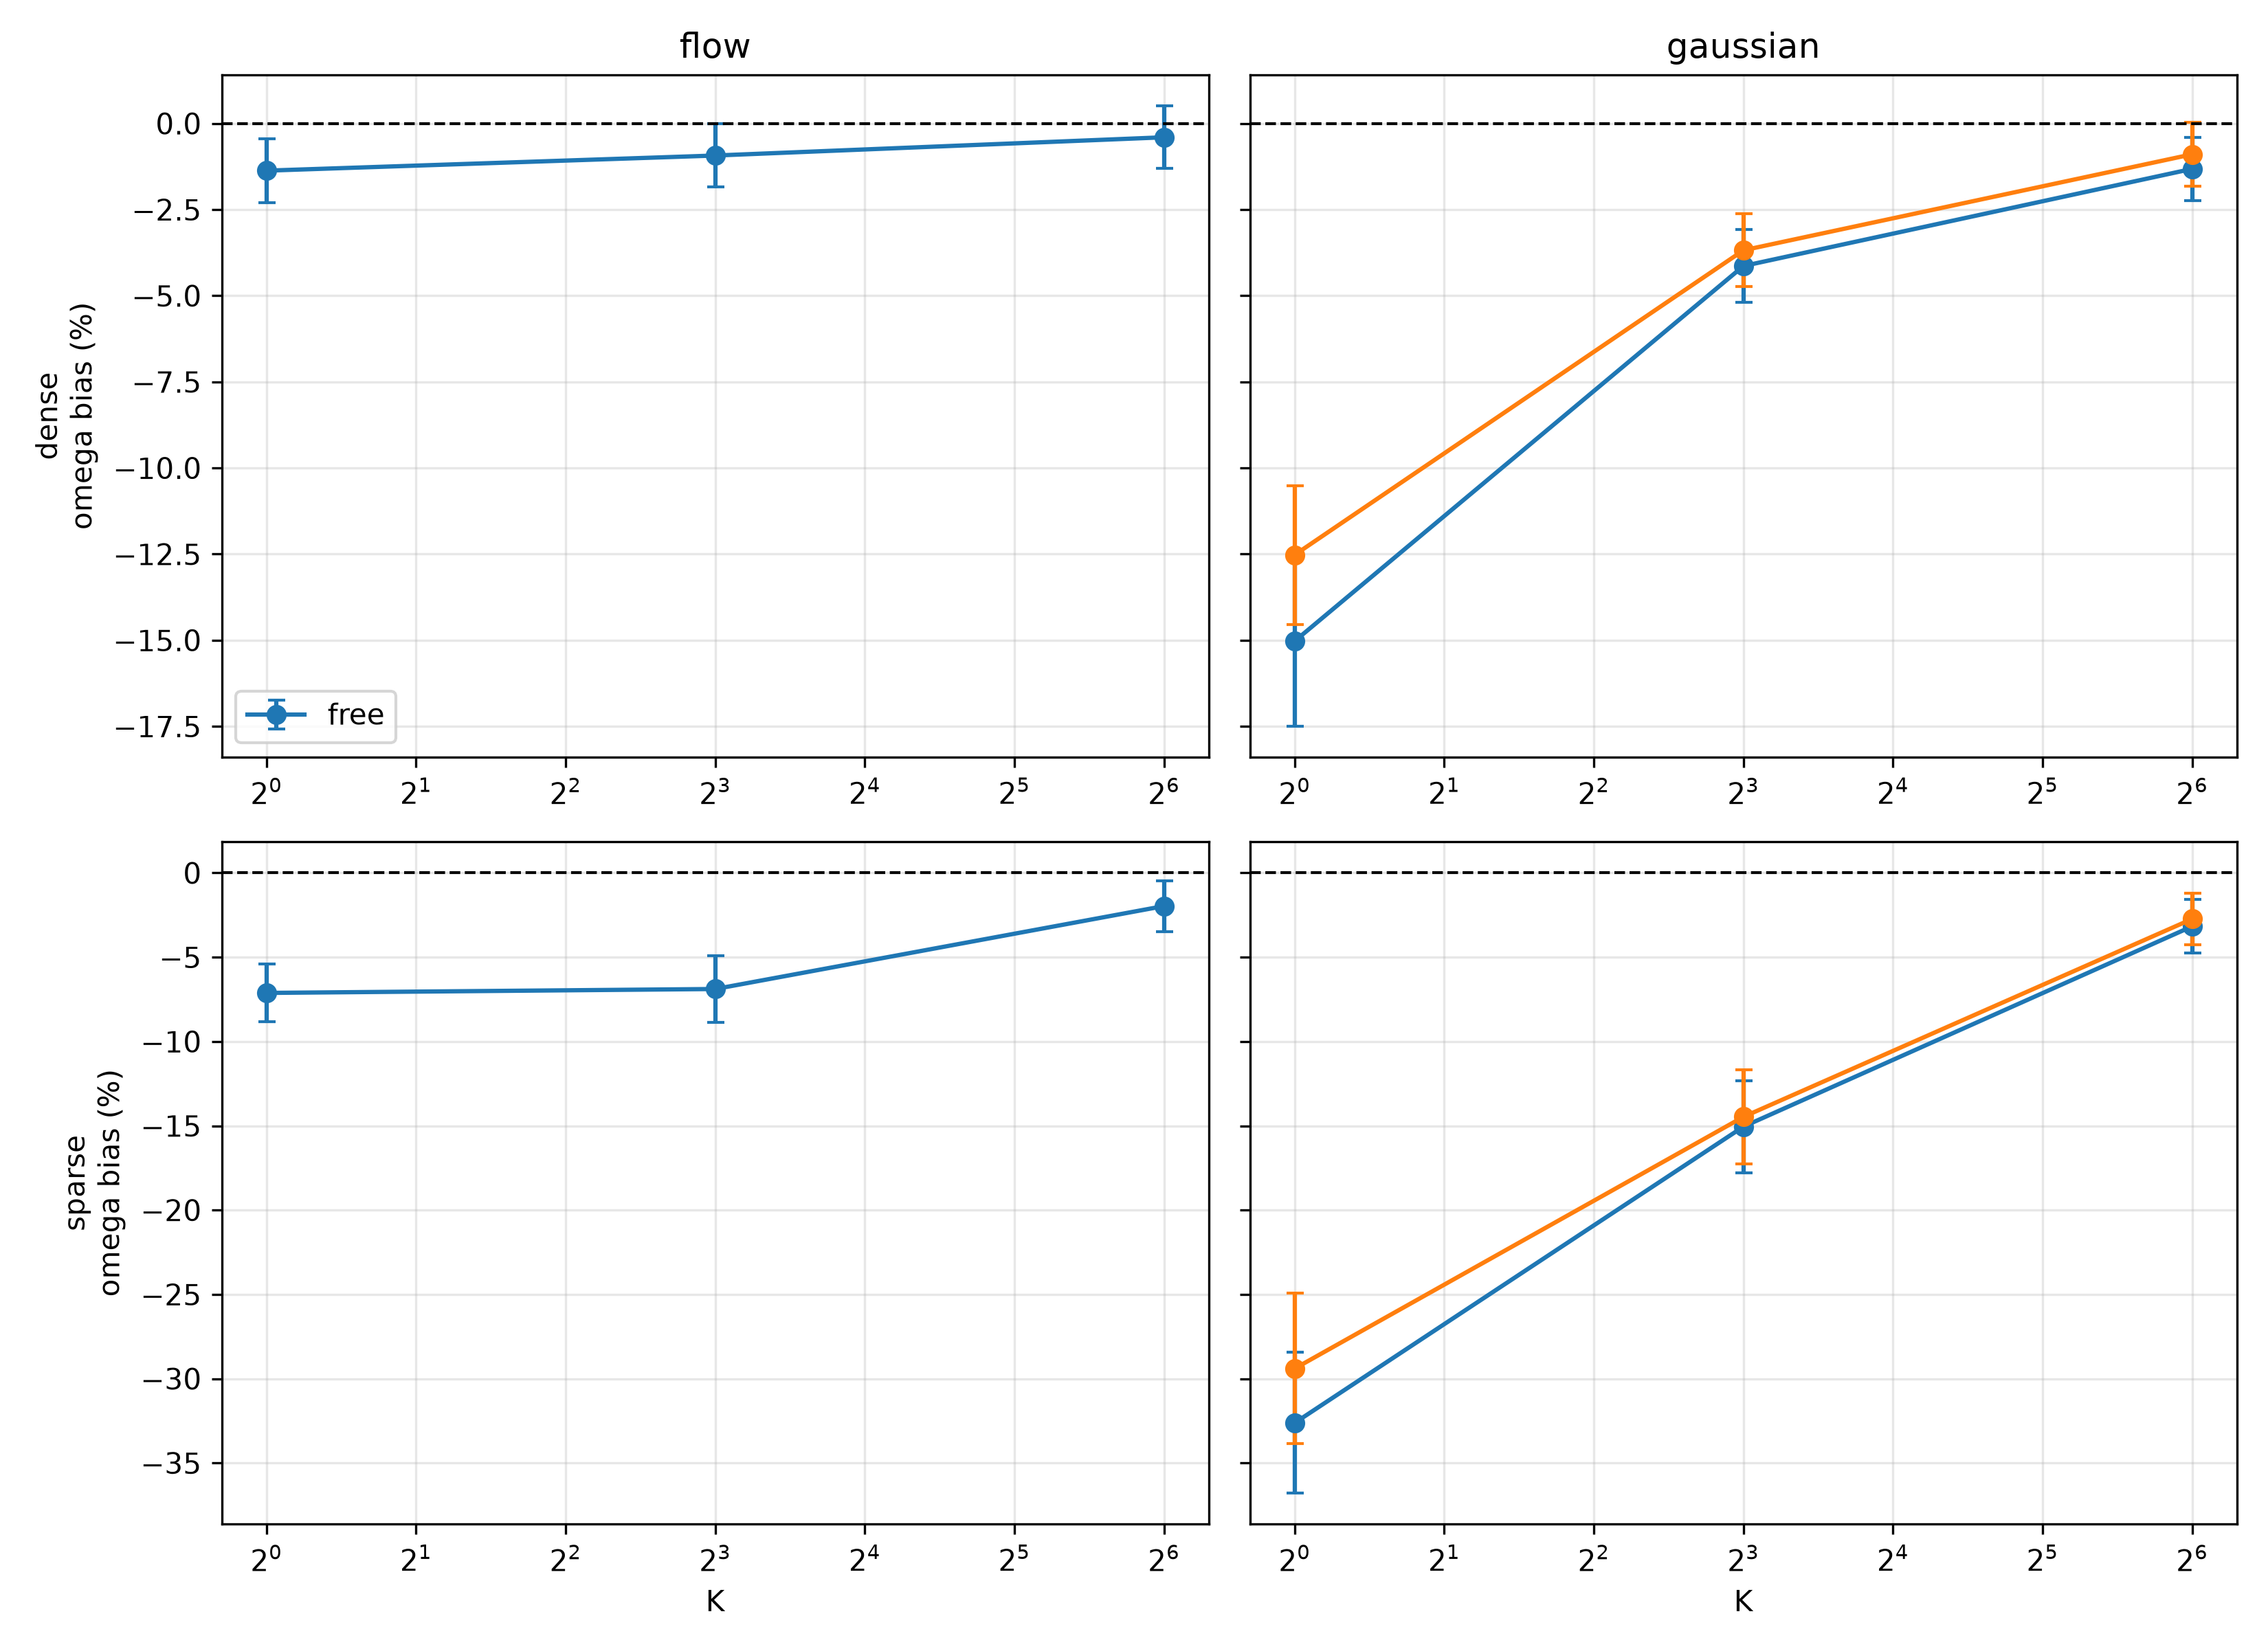 flow
gaussian
dense
omega bias (%)
0.0
−2.5
−5.0
−7.5
−10.0
−12.5
−15.0
−17.5
free
2⁰ 2¹ 2² 2³ 2⁴ 2⁵ 2⁶
2⁰ 2¹ 2² 2³ 2⁴ 2⁵ 2⁶
sparse
omega bias (%)
0
−5
−10
−15
−20
−25
−30
−35
2⁰ 2¹ 2² 2³ 2⁴ 2⁵ 2⁶
K
2⁰ 2¹ 2² 2³ 2⁴ 2⁵ 2⁶
K